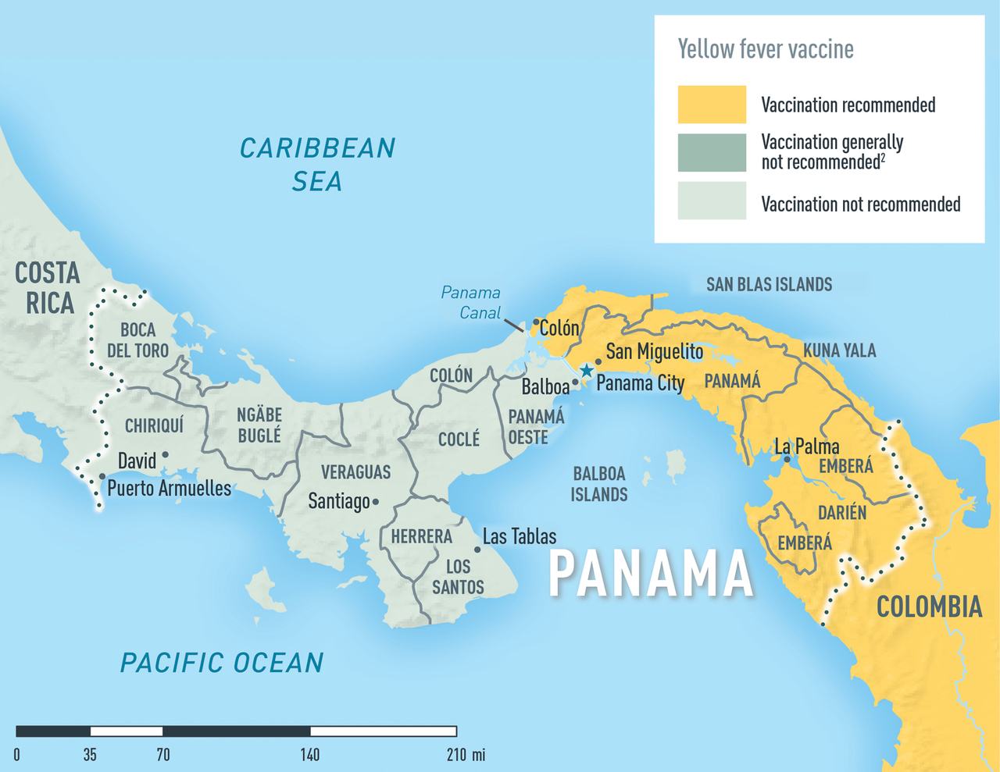 Yellow fever vaccine
Vaccination recommended
Vaccination generally
not recommended2
Vaccination not recommended
CARIBBEAN
SEA
COSTA
RICA
Panama
Canal
SAN BLAS ISLANDS
BOCA
DEL TORO
Colón
San Miguelito
KUNA YALA
COLÓN
Balboa
Panama City
PANAMÁ
NGÄBE
BUGLÉ
CHIRIQUÍ
COCLÉ
PANAMÁ
OESTE
David
La Palma
EMBERÁ
Puerto Armuelles
VERAGUAS
BALBOA
ISLANDS
Santiago
DARIÉN
HERRERA
Las Tablas
EMBERÁ
LOS
SANTOS
PANAMA
COLOMBIA
PACIFIC OCEAN
0 35 70 140 210 mi